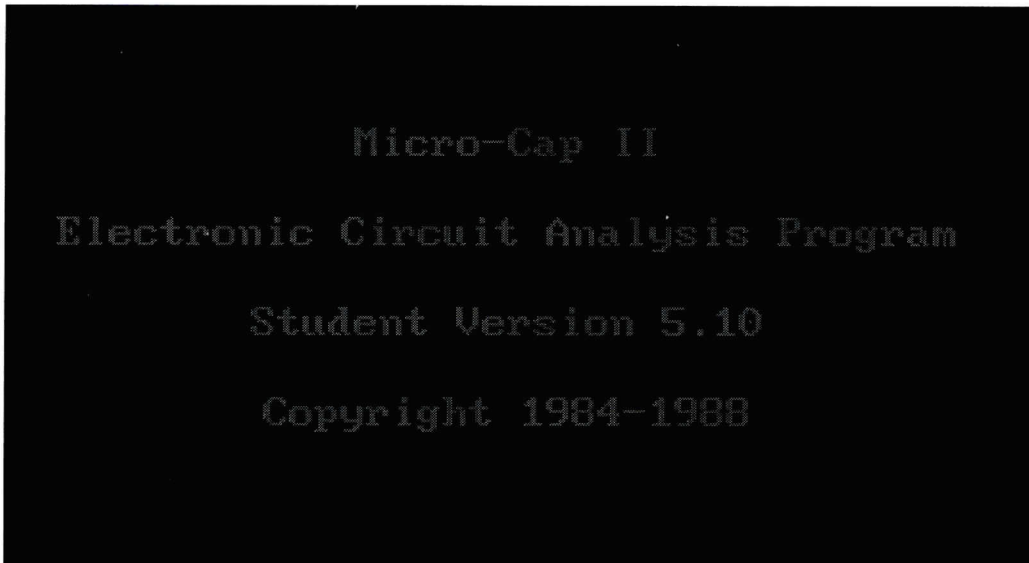 Micro-Cap II
Electronic Circuit Analysis Program
Student Version 5.10
Copyright 1984-1988